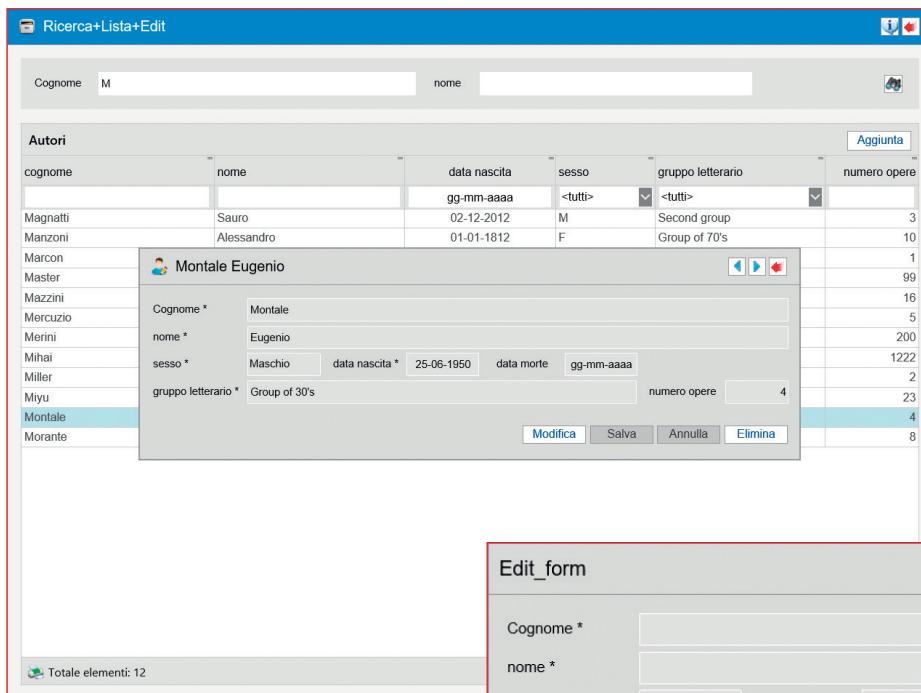 Ricerca+Lista+Edit
Cognome M nome
Autori Aggiunta
cognome nome data nascita sesso gruppo letterario numero opere
gg-mm-aaaa <tutti> <tutti>
Magnatti Sauro 02-12-2012 M Second group 3
Manzoni Alessandro 01-01-1812 F Group of 70's 10
Marcon 1
Master 99
Mazzini 16
Mercuzio 5
Merini 200
Mihai 1222
Miller 2
Miyu 23
Montale 4
Morante 8
Montale Eugenio
Cognome * Montale
nome * Eugenio
sesso * Maschio data nascita * 25-06-1950 data morte gg-mm-aaaa
gruppo letterario * Group of 30's numero opere 4
Modifica Salva Annulla Elimina
Edit_form
Cognome *
nome *
Totale elementi: 12